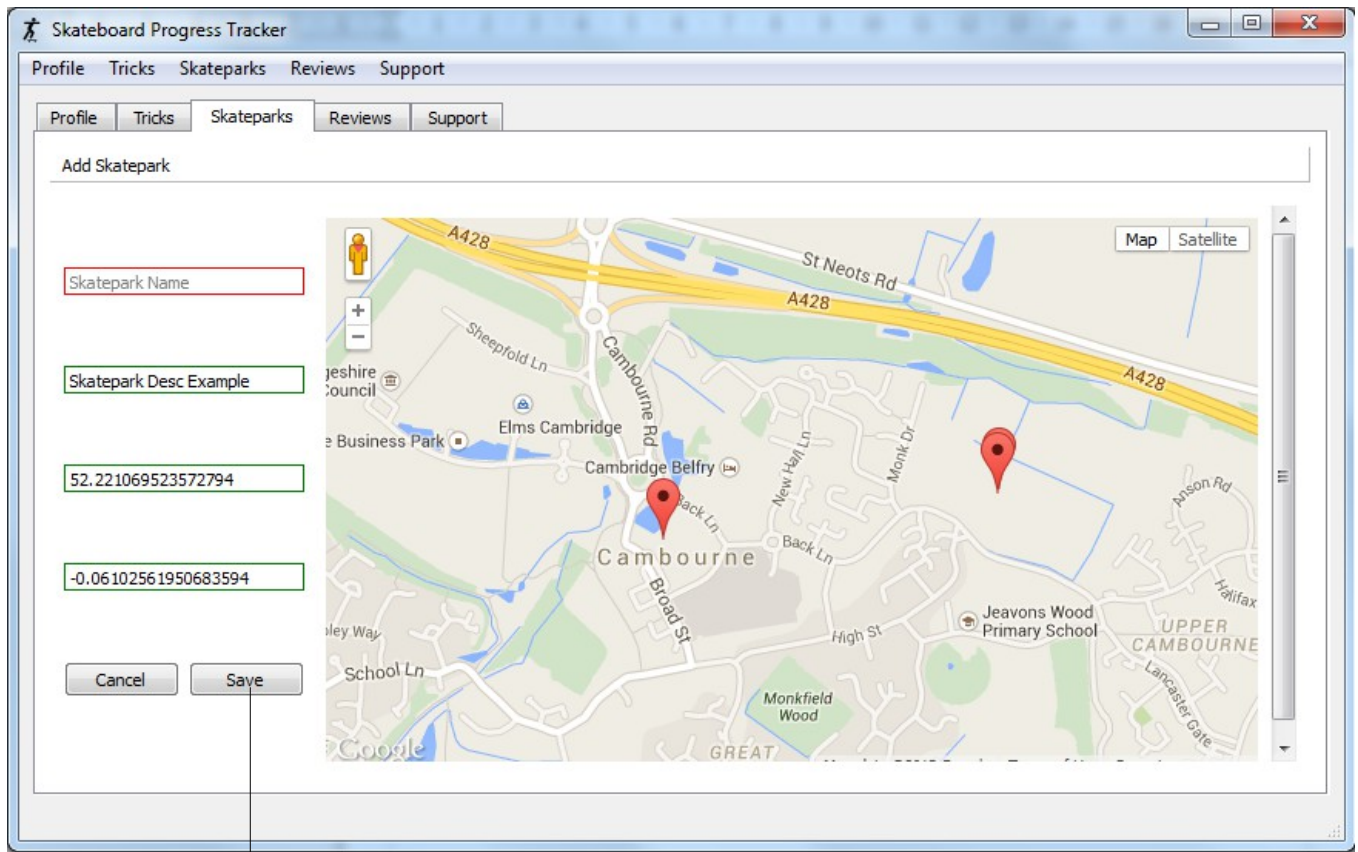 Skateboard Progress Tracker
Profile Tricks Skateparks Reviews Support
Profile Tricks Skateparks Reviews Support
Add Skatepark
Skatepark Name
Skatepark Desc Example
52.221069523572794
-0.06102561950683594
Cancel Save
Map Satellite
A428
St Neots Rd
A428
A428
Sheepfold Ln
Cambourne Rd
geshire
Council
Elms Cambridge
e Business Park
Cambridge Belfry
New Hall Ln
Monk Dr
Anson Rd
Back Ln
Back Ln
Cambourne
Broad St
High St
Jeavons Wood
Primary School
Halifax
UPPER
CAMBOURNE
ley Way
School Ln
Lancaster Gate
Monkfield
Wood
GREAT
Google